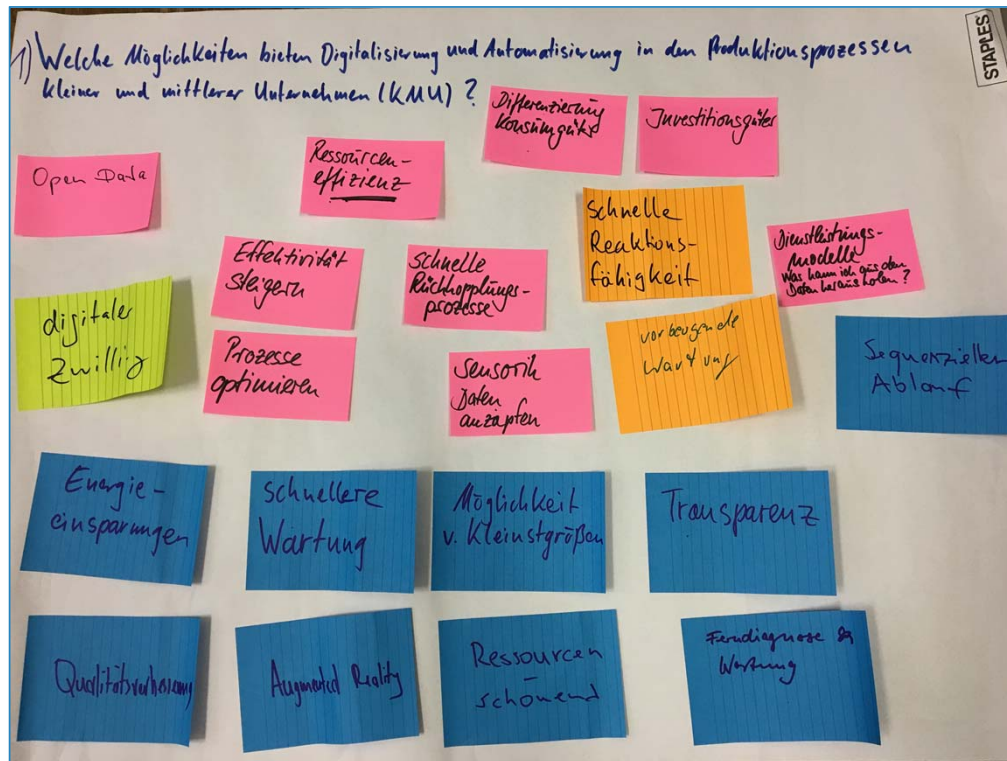 1) Welche Möglichkeiten bieten Digitalisierung und Automatisierung in den Produktionsprozessen
kleiner und mittlerer Unternehmen (KMU) ?
STAPLES
Differenzierung
Konsumgüter
Investitionsgüter
Open Data
Ressourcen-
effizienz
schnelle
Reaktions-
fähigkeit
Dienstleistungs-
modelle
Was kann ich aus den
Daten herausholen ?
Effektivität
steigern
schnelle
Rückkopplungs-
prozesse
digitaler
Zwillig
Prozesse
optimieren
Sensorik
Daten
anzapfen
vorbeugende
Wartung
Sequenzieller
Ablauf
Energie-
einsparungen
schnellere
Wartung
Möglichkeit
v. Kleinstgrößen
Transparenz
Qualitätsverbesserung
Augmented Reality
Ressourcen
-
schonend
Ferndiagnose &
Wartung